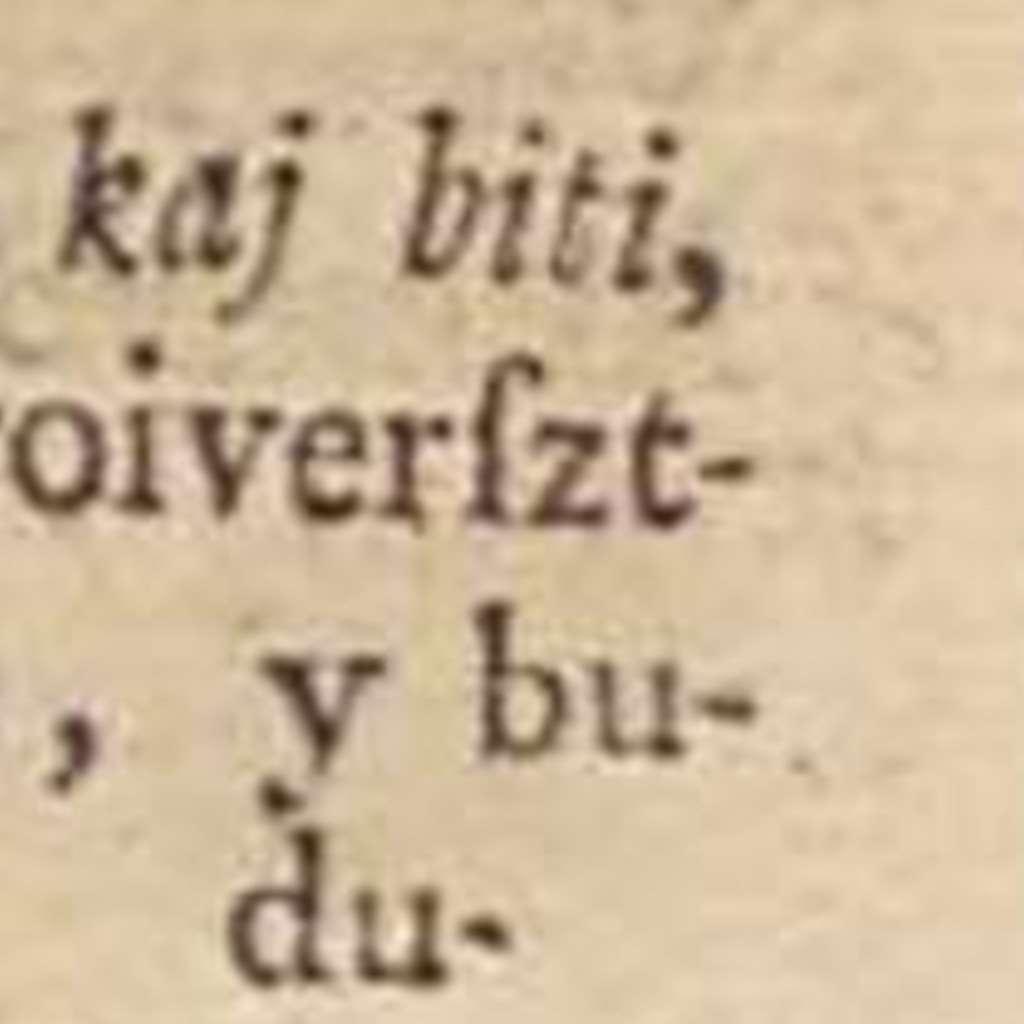 kaj biti,
oiverſzt-
, y bu-
du-